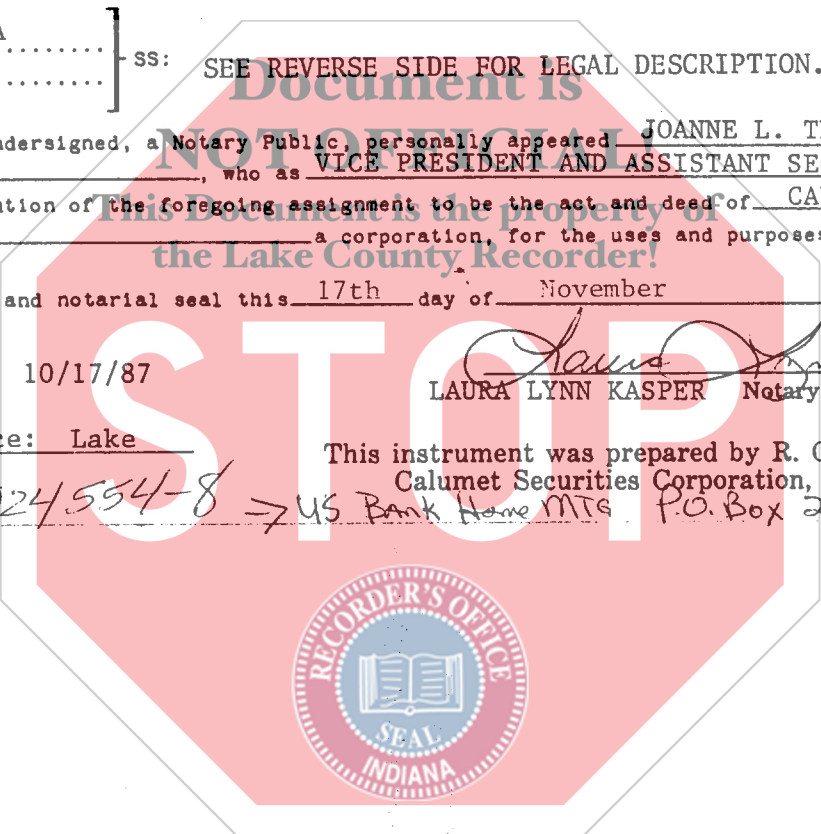 A
SS: SEE REVERSE SIDE FOR LEGAL DESCRIPTION.
Document is
NOT OFFICIAL!
ndersigned, a Notary Public, personally appeared JOANNE L. T
, who as VICE PRESIDENT AND ASSISTANT SE
This Document is the property of
tion of the foregoing assignment to be the act and deed of CA
a corporation, for the uses and purposes
the Lake County Recorder!
and notarial seal this 17th day of November
STOP
10/17/87
LAURA LYNN KASPER Notary
ce: Lake
This instrument was prepared by R.
Calumet Securities Corporation,
24554-8 → US Bank Home MTG P.O. Box 2
RECORDER'S OFFICE
SEAL
INDIANA